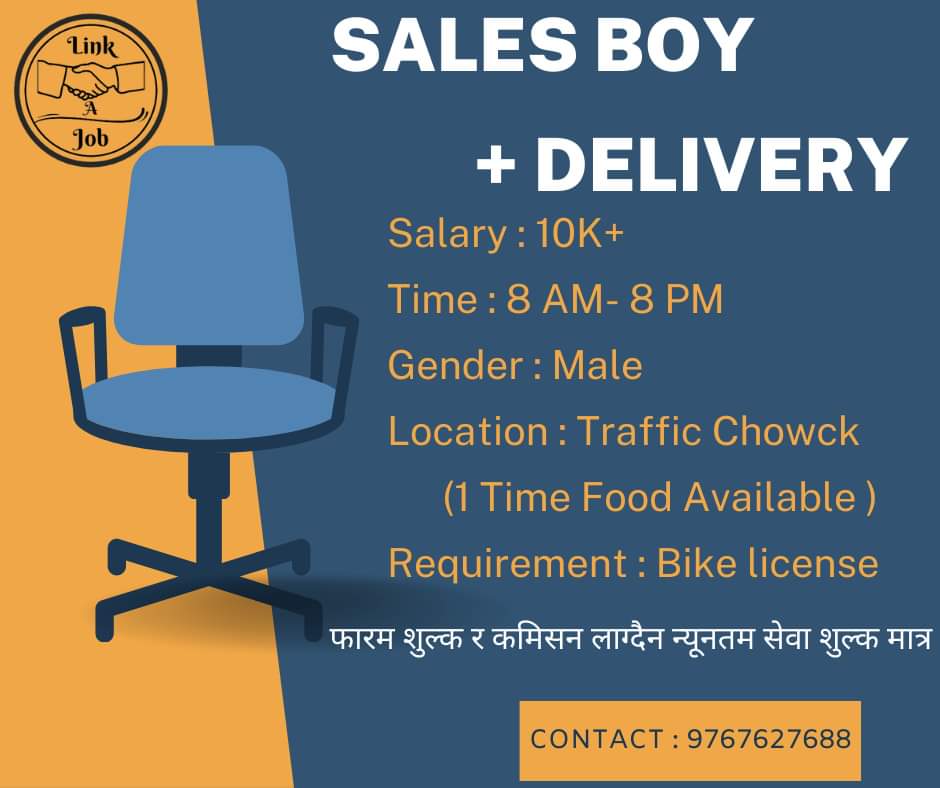 Link
A
Job
SALES BOY
+ DELIVERY
Salary : 10K+
Time : 8 AM- 8 PM
Gender : Male
Location : Traffic Chowck
(1 Time Food Available )
Requirement : Bike license
फारम शुल्क र कमिसन लाग्दैन न्यूनतम सेवा शुल्क मात्र
CONTACT : 9767627688